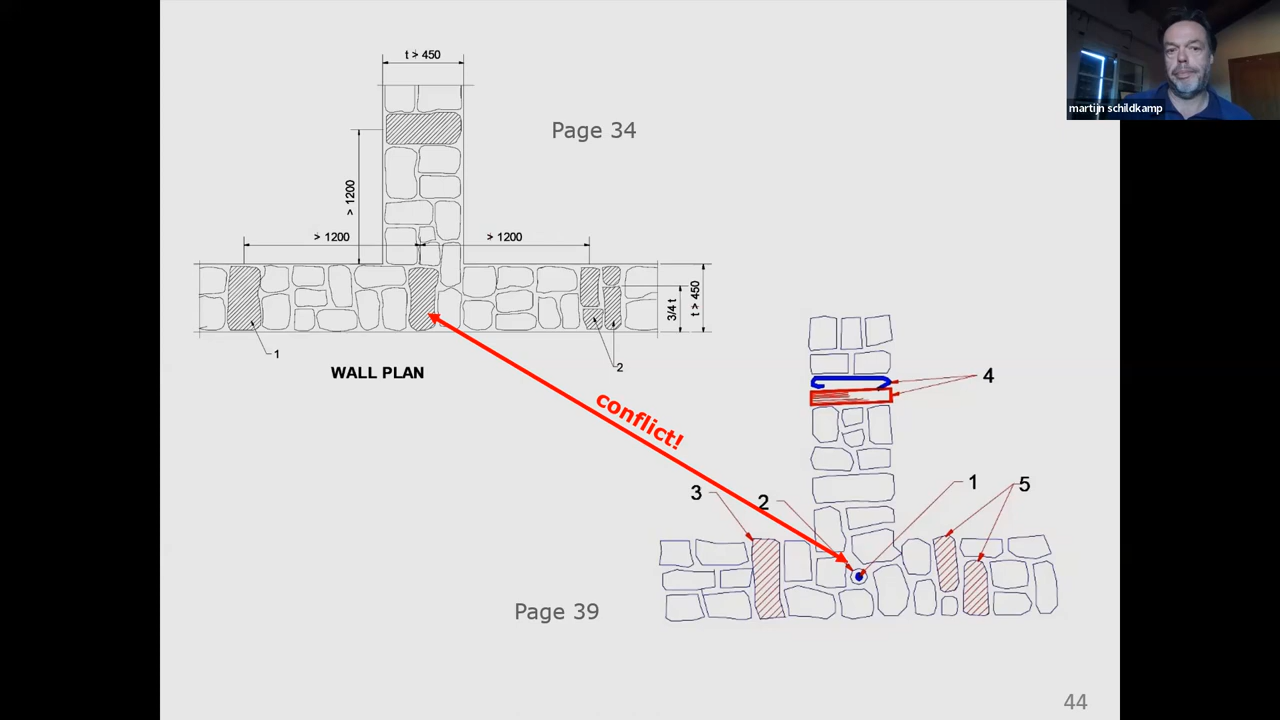 t > 450
martijn schildkamp
Page 34
> 1200
> 1200
> 1200
3/4 t
t > 450
1
2
WALL PLAN
conflict!
4
3
2
1
5
Page 39
44